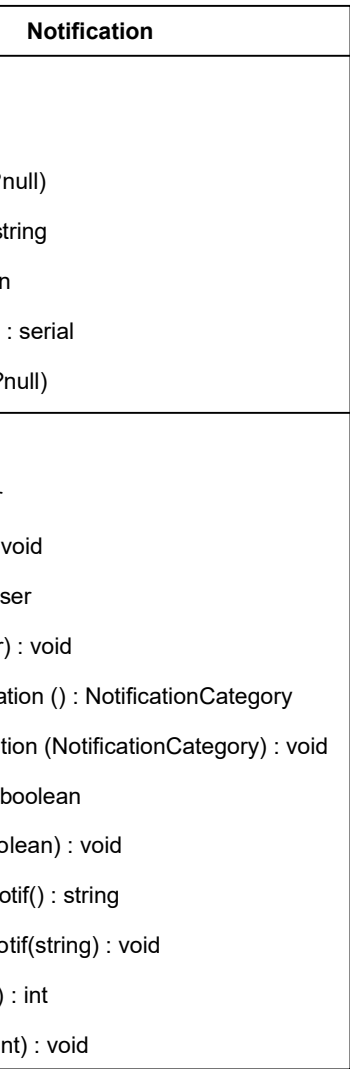 Notification
null)
string
n
) : serial
?null)
void
ser
r) : void
ation () : NotificationCategory
tion (NotificationCategory) : void
boolean
olean) : void
otif() : string
otif(string) : void
) : int
nt) : void